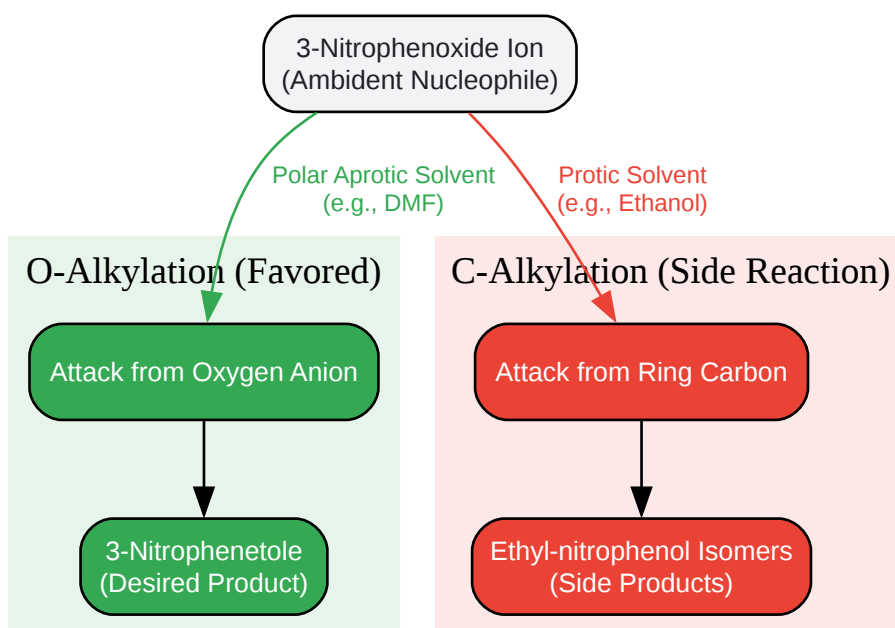 3-Nitrophenoxide Ion
(Ambident Nucleophile)
Polar Aprotic Solvent
(e.g., DMF)
Protic Solvent
(e.g., Ethanol)
O-Alkylation (Favored)
C-Alkylation (Side Reaction)
Attack from Oxygen Anion
Attack from Ring Carbon
3-Nitrophenetole
(Desired Product)
Ethyl-nitrophenol Isomers
(Side Products)